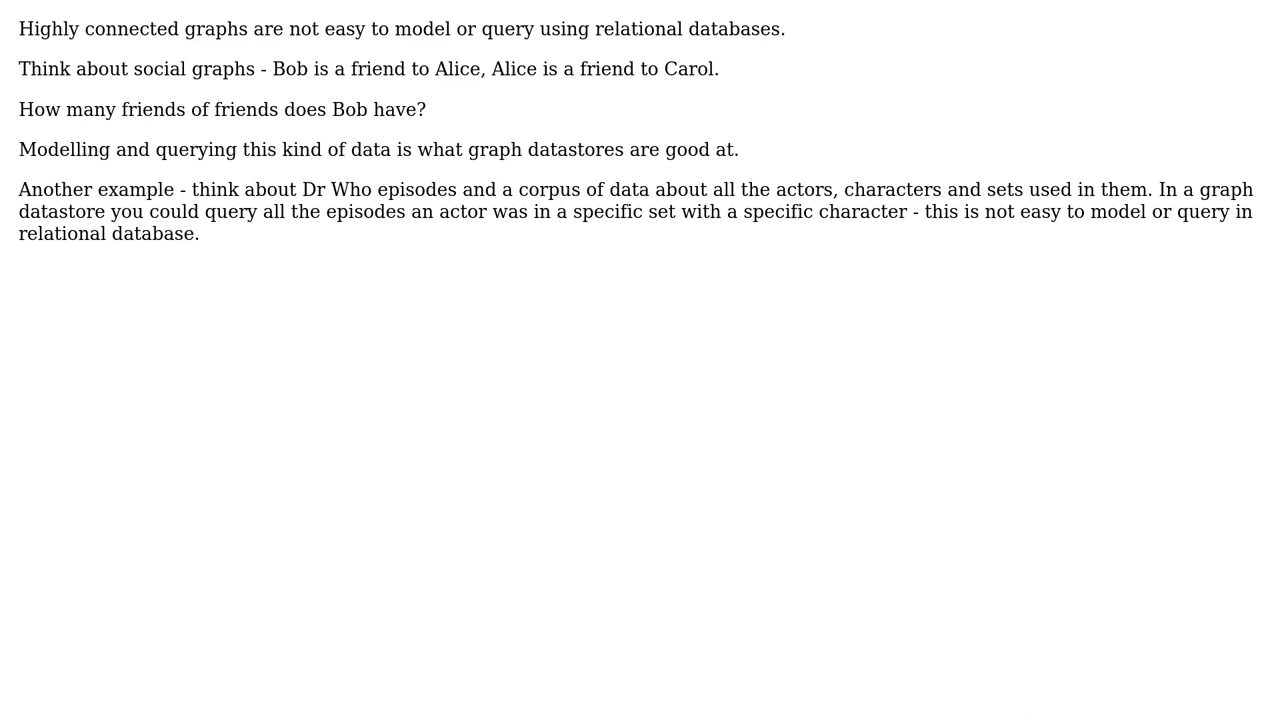 Highly connected graphs are not easy to model or query using relational databases.
Think about social graphs - Bob is a friend to Alice, Alice is a friend to Carol.
How many friends of friends does Bob have?
Modelling and querying this kind of data is what graph datastores are good at.
Another example - think about Dr Who episodes and a corpus of data about all the actors, characters and sets used in them. In a graph
datastore you could query all the episodes an actor was in a specific set with a specific character - this is not easy to model or query in
relational database.